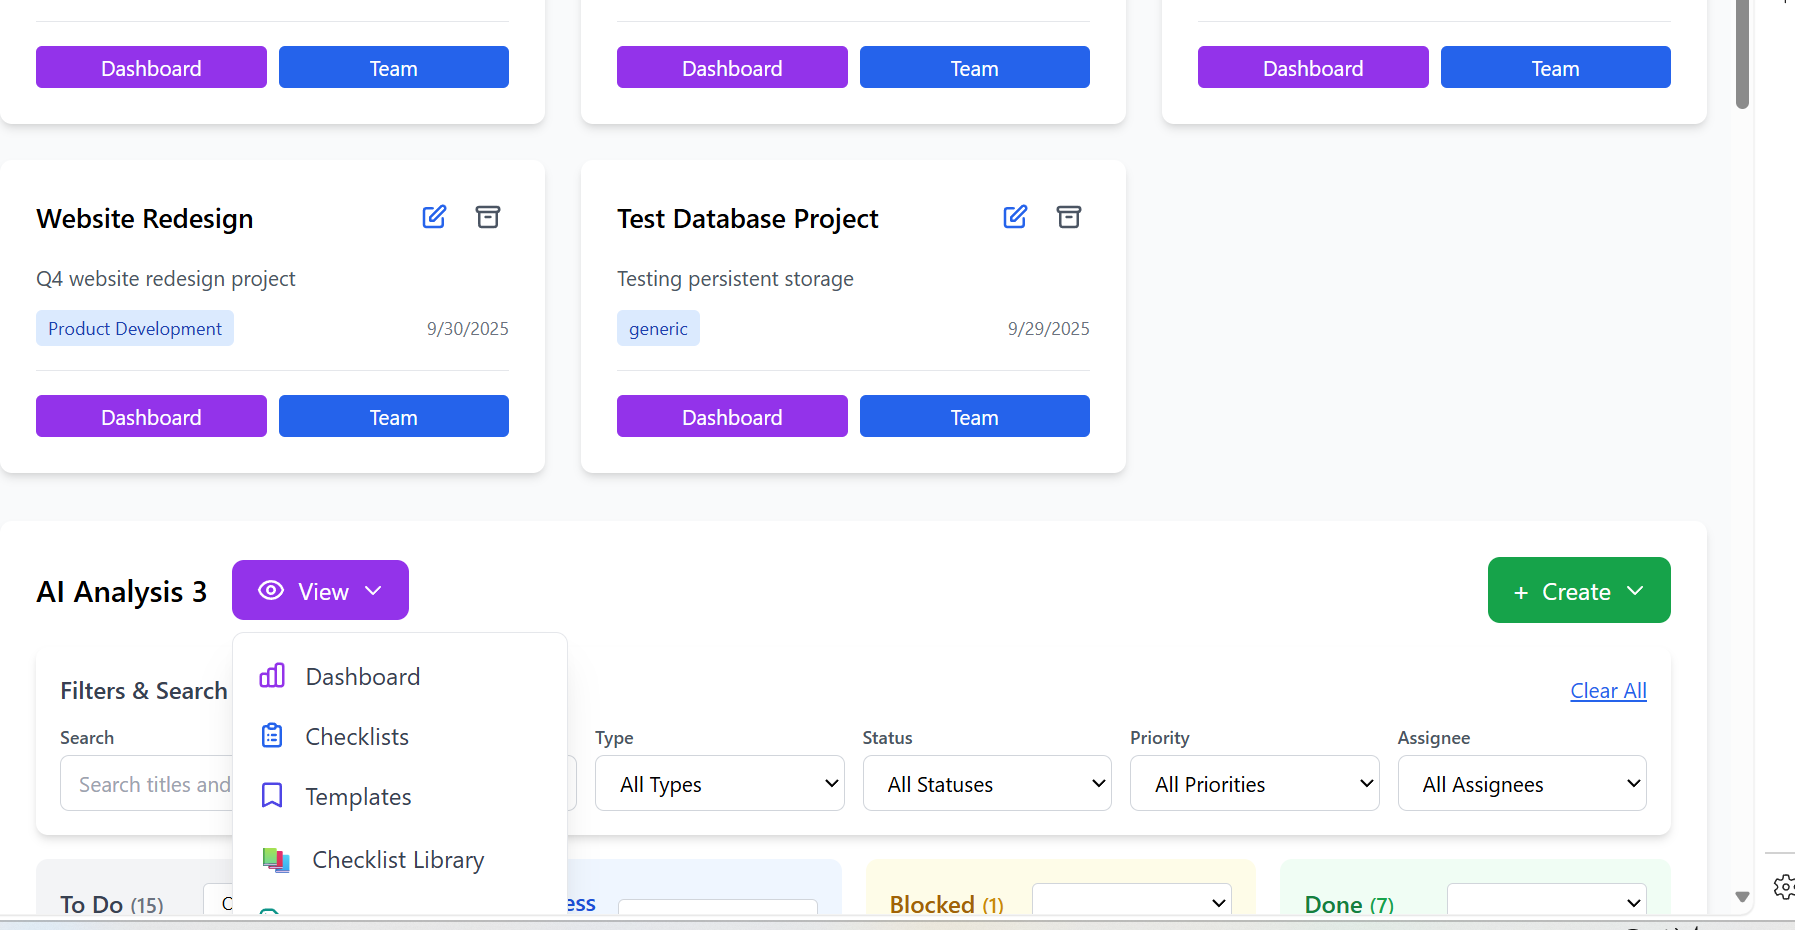 Dashboard Team Dashboard Team Dashboard Team
Website Redesign
Q4 website redesign project
Product Development 9/30/2025
Dashboard Team
Test Database Project
Testing persistent storage
generic 9/29/2025
Dashboard Team
AI Analysis 3 View + Create
Dashboard
Checklists
Templates
Checklist Library
Filters & Search Clear All
Search Type Status Priority Assignee
Search titles and All Types All Statuses All Priorities All Assignees
To Do (15) ess Blocked (1) Done (7)